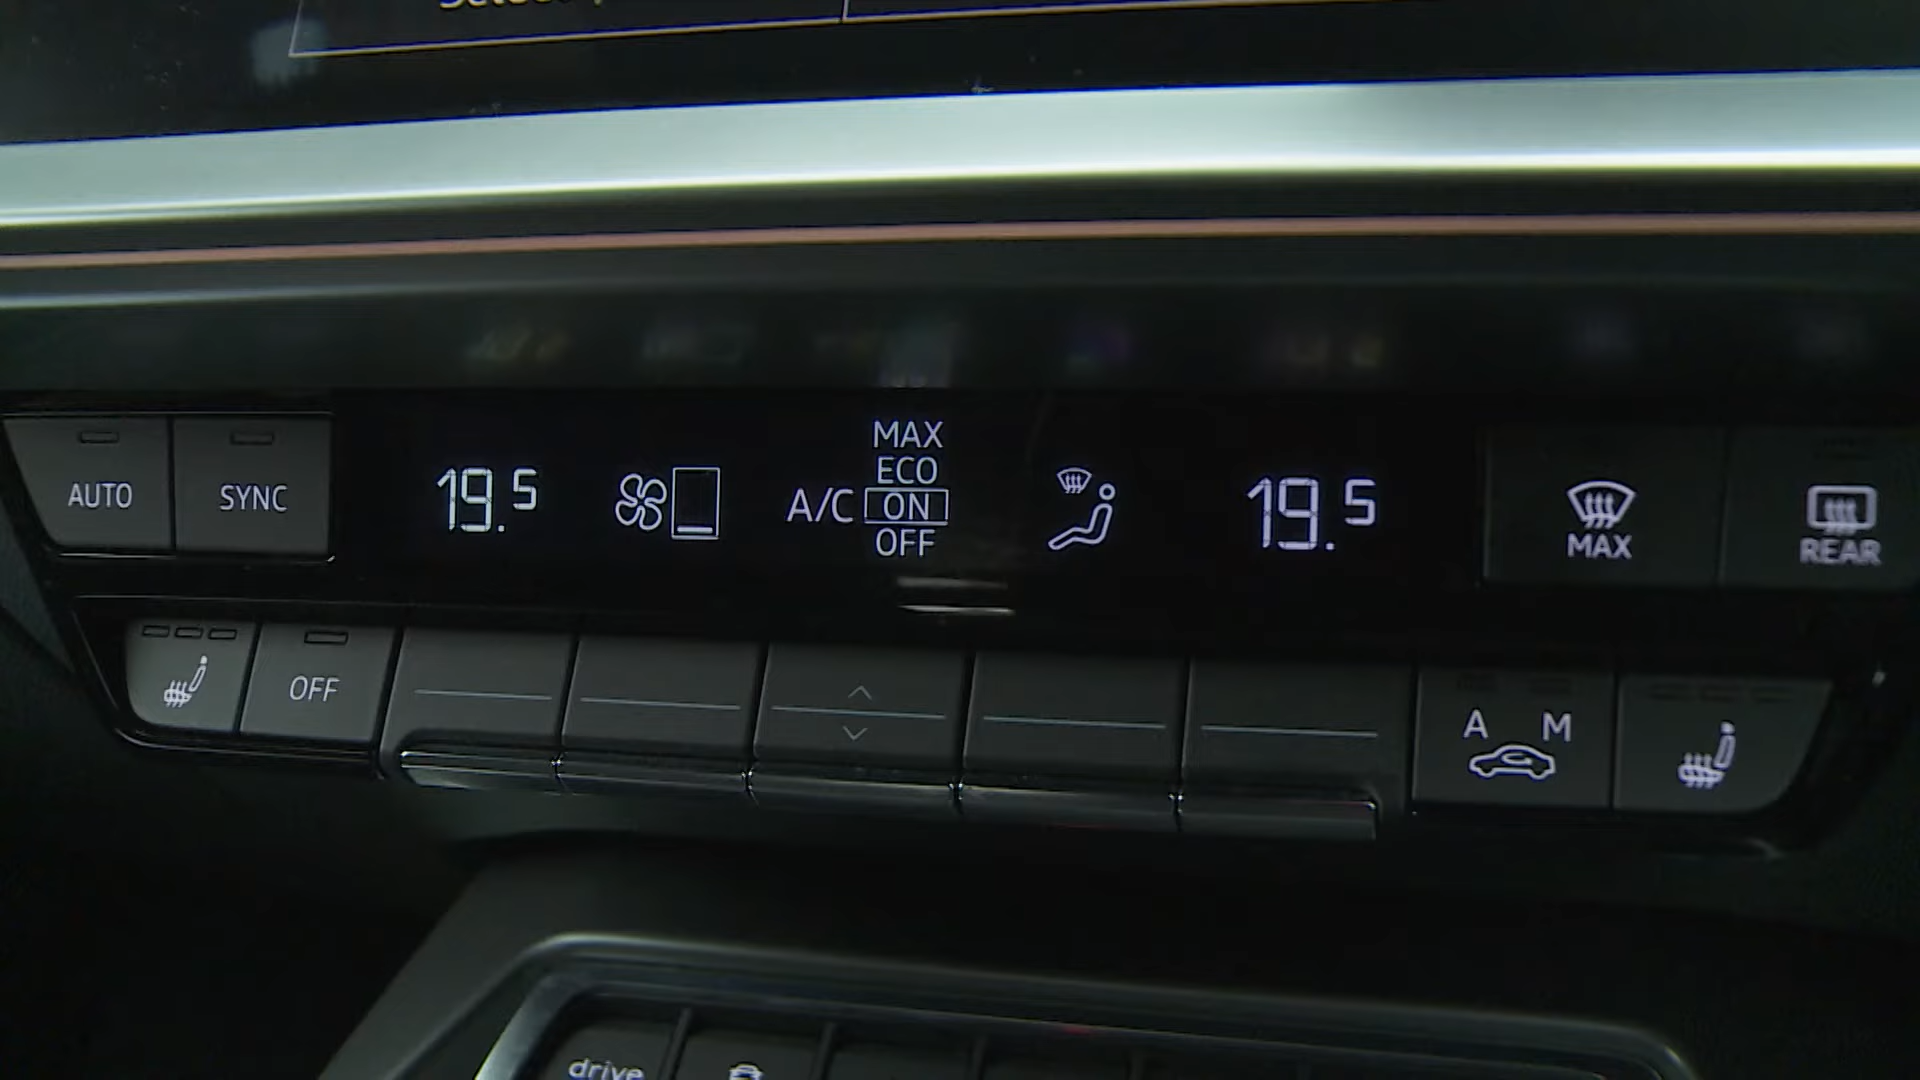 AUTO
SYNC
19.5
A/C
MAX
ECO
ON
OFF
19.5
MAX
REAR
OFF
A
M
drive